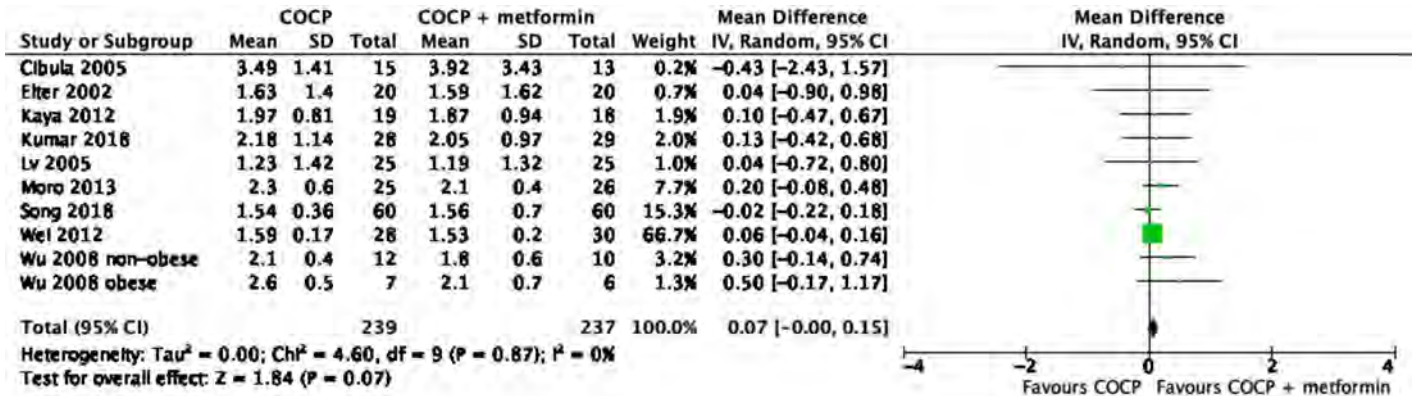 COCP COCP + metformin Mean Difference Mean Difference
Study or Subgroup Mean SD Total Mean SD Total Weight IV, Random, 95% CI IV, Random, 95% CI
Cibula 2005 3.49 1.41 15 3.92 3.43 13 0.2% −0.43 [−2.43, 1.57]
Elter 2002 1.63 1.4 20 1.59 1.62 20 0.7% 0.04 [−0.90, 0.98]
Kaya 2012 1.97 0.81 19 1.87 0.94 18 1.9% 0.10 [−0.47, 0.67]
Kumar 2018 2.18 1.14 28 2.05 0.97 29 2.0% 0.13 [−0.42, 0.68]
Lv 2005 1.23 1.42 25 1.19 1.32 25 1.0% 0.04 [−0.72, 0.80]
Moro 2013 2.3 0.6 25 2.1 0.4 26 7.7% 0.20 [−0.08, 0.48]
Song 2018 1.54 0.36 60 1.56 0.7 60 15.3% −0.02 [−0.22, 0.18]
Wei 2012 1.59 0.17 28 1.53 0.2 30 66.7% 0.06 [−0.04, 0.16]
Wu 2008 non−obese 2.1 0.4 12 1.8 0.6 10 3.2% 0.30 [−0.14, 0.74]
Wu 2008 obese 2.6 0.5 7 2.1 0.7 6 1.3% 0.50 [−0.17, 1.17]
Total (95% CI) 239 237 100.0% 0.07 [−0.00, 0.15]
Heterogeneity: Tau² = 0.00; Chi² = 4.60, df = 9 (P = 0.87); I² = 0%
Test for overall effect: Z = 1.84 (P = 0.07)
−4 −2 0 2 4
Favours COCP Favours COCP + metformin